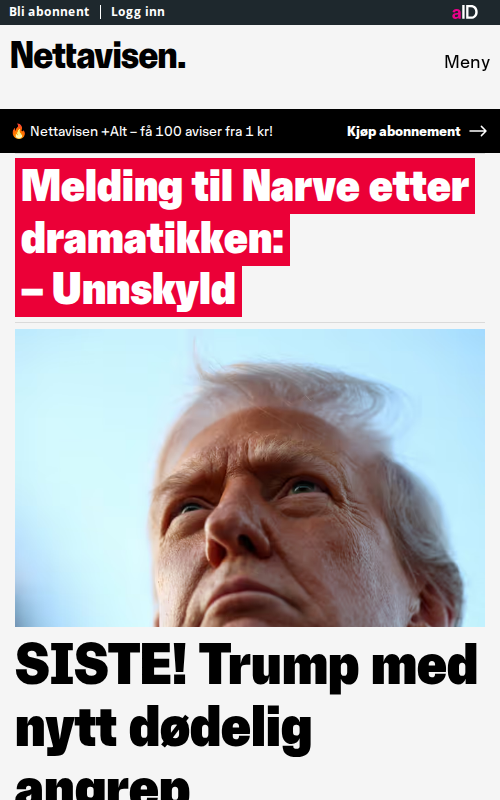 Bli abonnent | Logg inn
aID
Nettavisen.
Meny
🔥 Nettavisen +Alt – få 100 aviser fra 1 kr!
Kjøp abonnement →
Melding til Narve etter
dramatikken:
– Unnskyld
SISTE! Trump med
nytt dødelig
angrep